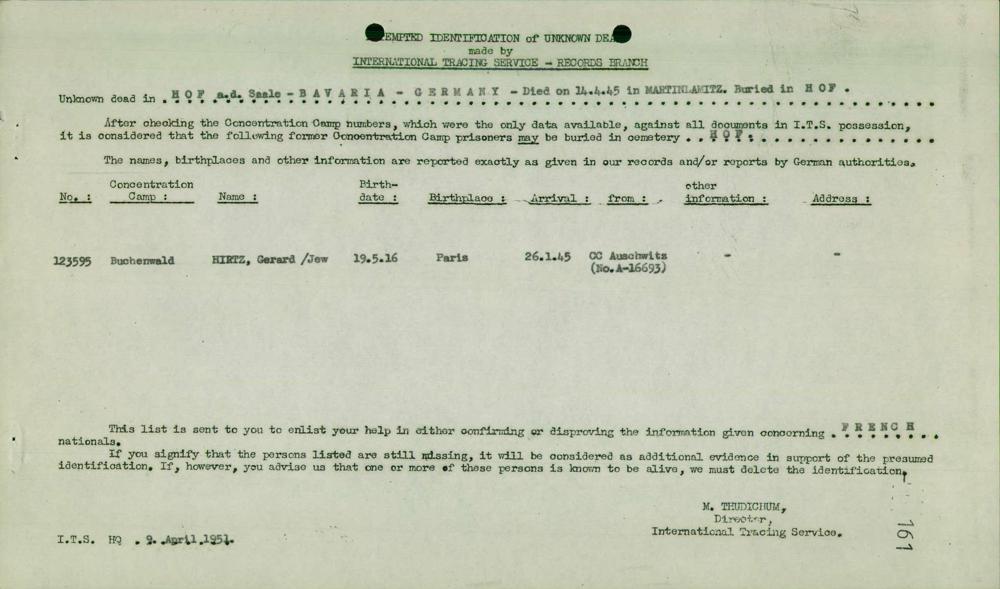 EMPTED IDENTIFICATION of UNKNOWN DEA
made by
INTERNATIONAL TRACING SERVICE - RECORDS BRANCH
Unknown dead in . H O F a.d. Saale - B A V A R I A - G E R M A N Y - Died on 14.4.45 in MARTINLAMITZ. Buried in H O F .
After checking the Concentration Camp numbers, which were the only data available, against all documents in I.T.S. possession,
it is considered that the following former Concentration Camp prisoners may be buried in cemetery . . H O F. . . . . . . . . . . . . . .
The names, birthplaces and other information are reported exactly as given in our records and/or reports by German authorities.
No. : Concentration Camp : Name : Birth-date : Birthplace : Arrival : from : other information : Address :
123595 Buchenwald HIRTZ, Gerard /Jew 19.5.16 Paris 26.1.45 CC Auschwitz - -
(No.A-16693)
This list is sent to you to enlist your help in either confirming or disproving the information given concerning . F R E N C H . .
nationals.
If you signify that the persons listed are still missing, it will be considered as additional evidence in support of the presumed
identification. If, however, you advise us that one or more of these persons is known to be alive, we must delete the identification.
M. THUDICHUM,
Director,
International Tracing Service.
I.T.S. HQ . 9. April 1951.
161